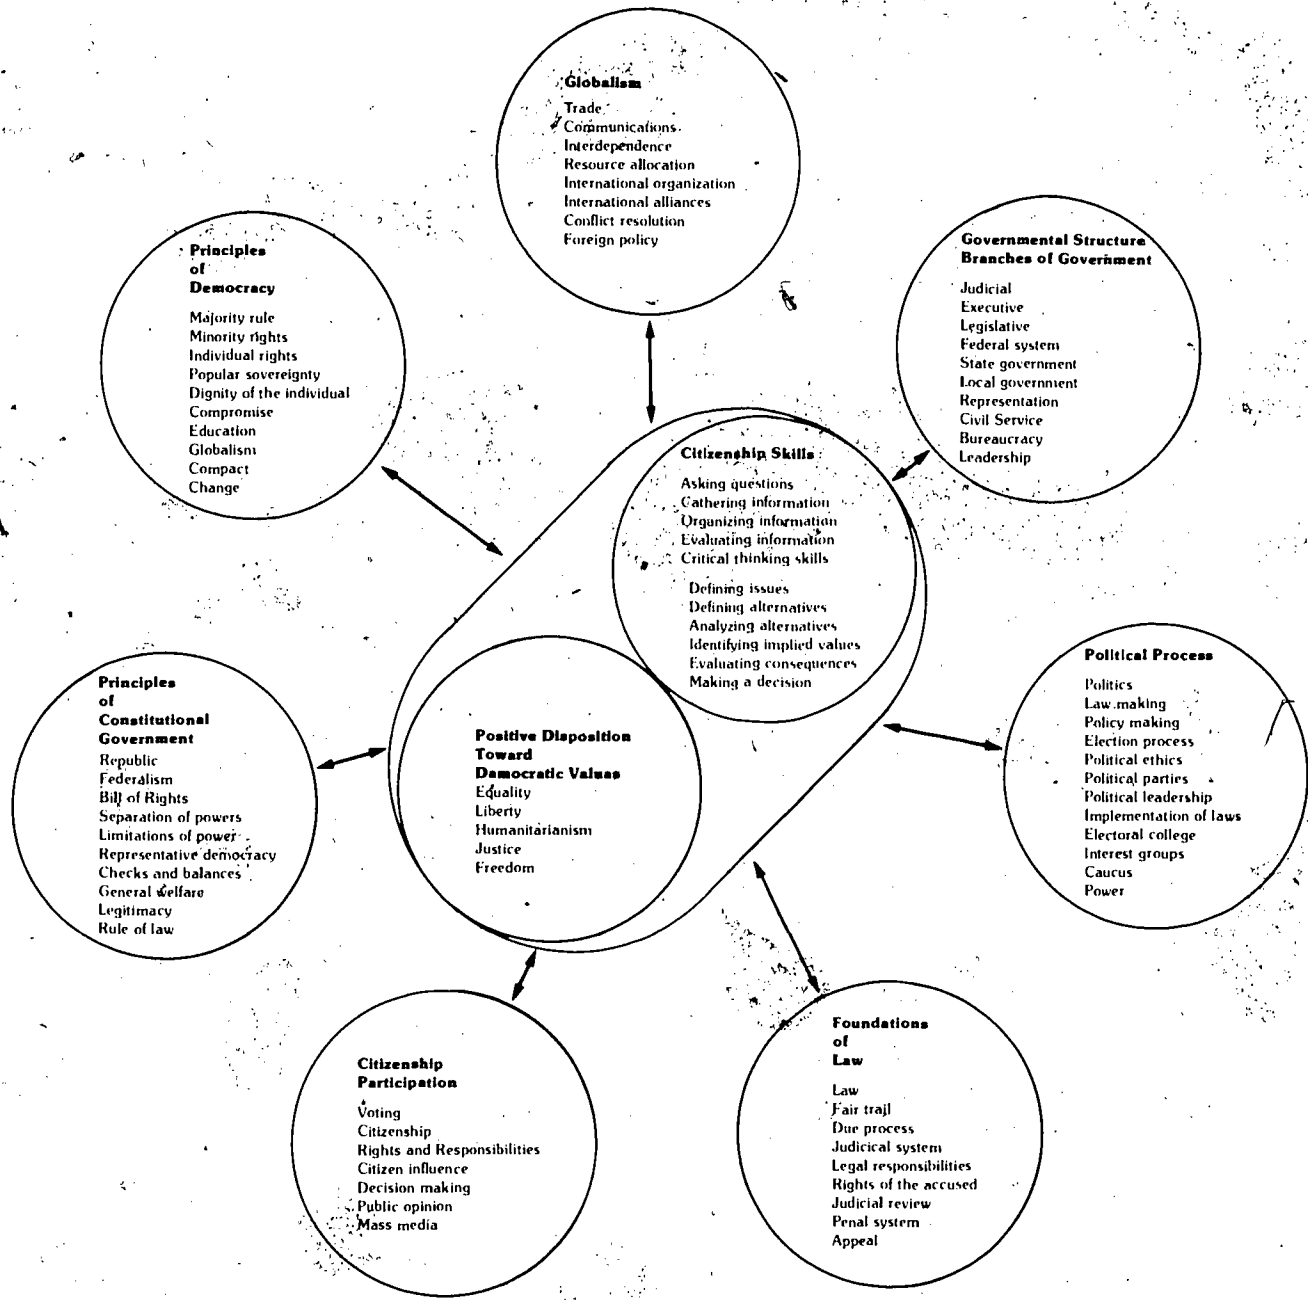 Globalism
Trade
Communications
Interdependence
Resource allocation
International organization
International alliances
Conflict resolution
Foreign policy
Principles
of
Democracy
Majority rule
Minority rights
Individual rights
Popular sovereignty
Dignity of the individual
Compromise
Education
Globalism
Compact
Change
Governmental Structure
Branches of Government
Judicial
Executive
Legislative
Federal system
State government
Local government
Representation
Civil Service
Bureaucracy
Leadership
Citizenship Skills
Asking questions
Gathering information
Organizing information
Evaluating information
Critical thinking skills
Defining issues
Defining alternatives
Analyzing alternatives
Identifying implied values
Evaluating consequences
Making a decision
Principles
of
Constitutional
Government
Republic
Federalism
Bill of Rights
Separation of powers
Limitations of power
Representative democracy
Checks and balances
General welfare
Legitimacy
Rule of law
Positive Disposition
Toward
Democratic Values
Equality
Liberty
Humanitarianism
Justice
Freedom
Political Process
Politics
Law making
Policy making
Election process
Political ethics
Political parties
Political leadership
Implementation of laws
Electoral college
Interest groups
Caucus
Power
Citizenship
Participation
Voting
Citizenship
Rights and Responsibilities
Citizen influence
Decision making
Public opinion
Mass media
Foundations
of
Law
Law
Fair trail
Due process
Judicical system
Legal responsibilities
Rights of the accused
Judicial review
Penal system
Appeal